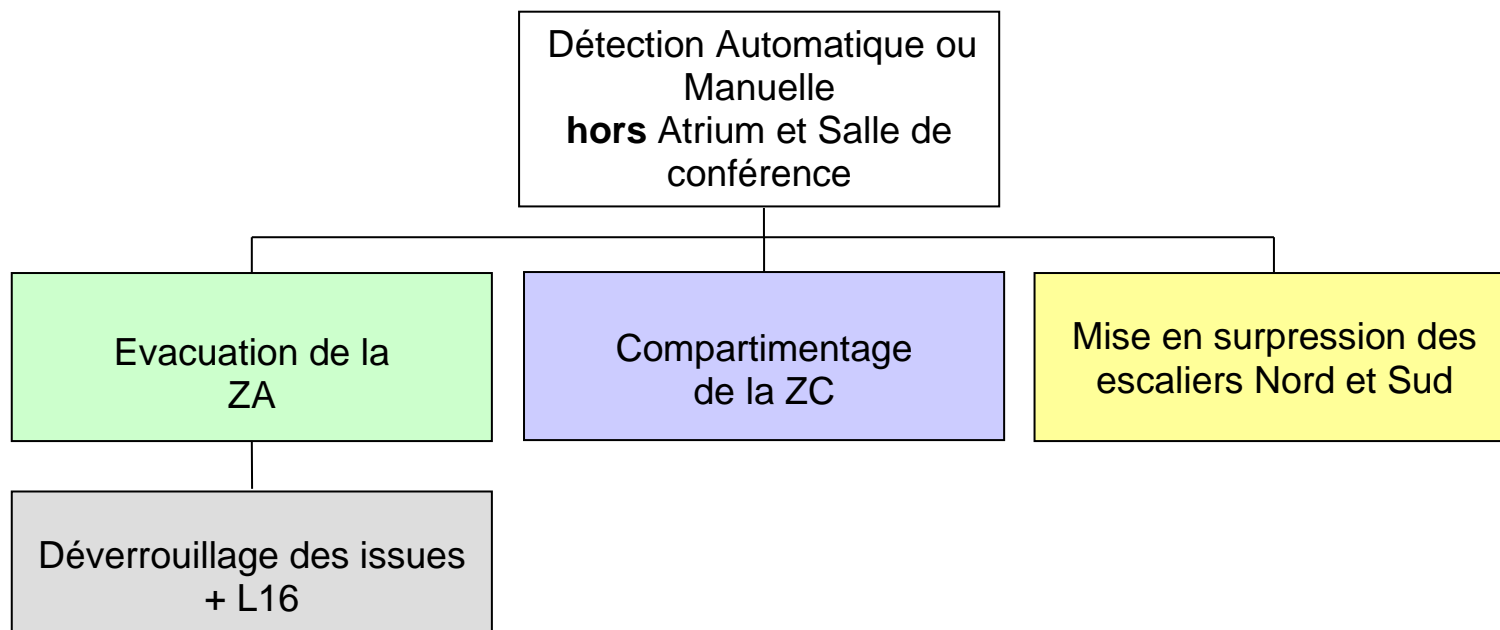 Détection Automatique ou
Manuelle
hors Atrium et Salle de
conférence
Evacuation de la
ZA
Compartimentage
de la ZC
Mise en surpression des
escaliers Nord et Sud
Déverrouillage des issues
+ L16